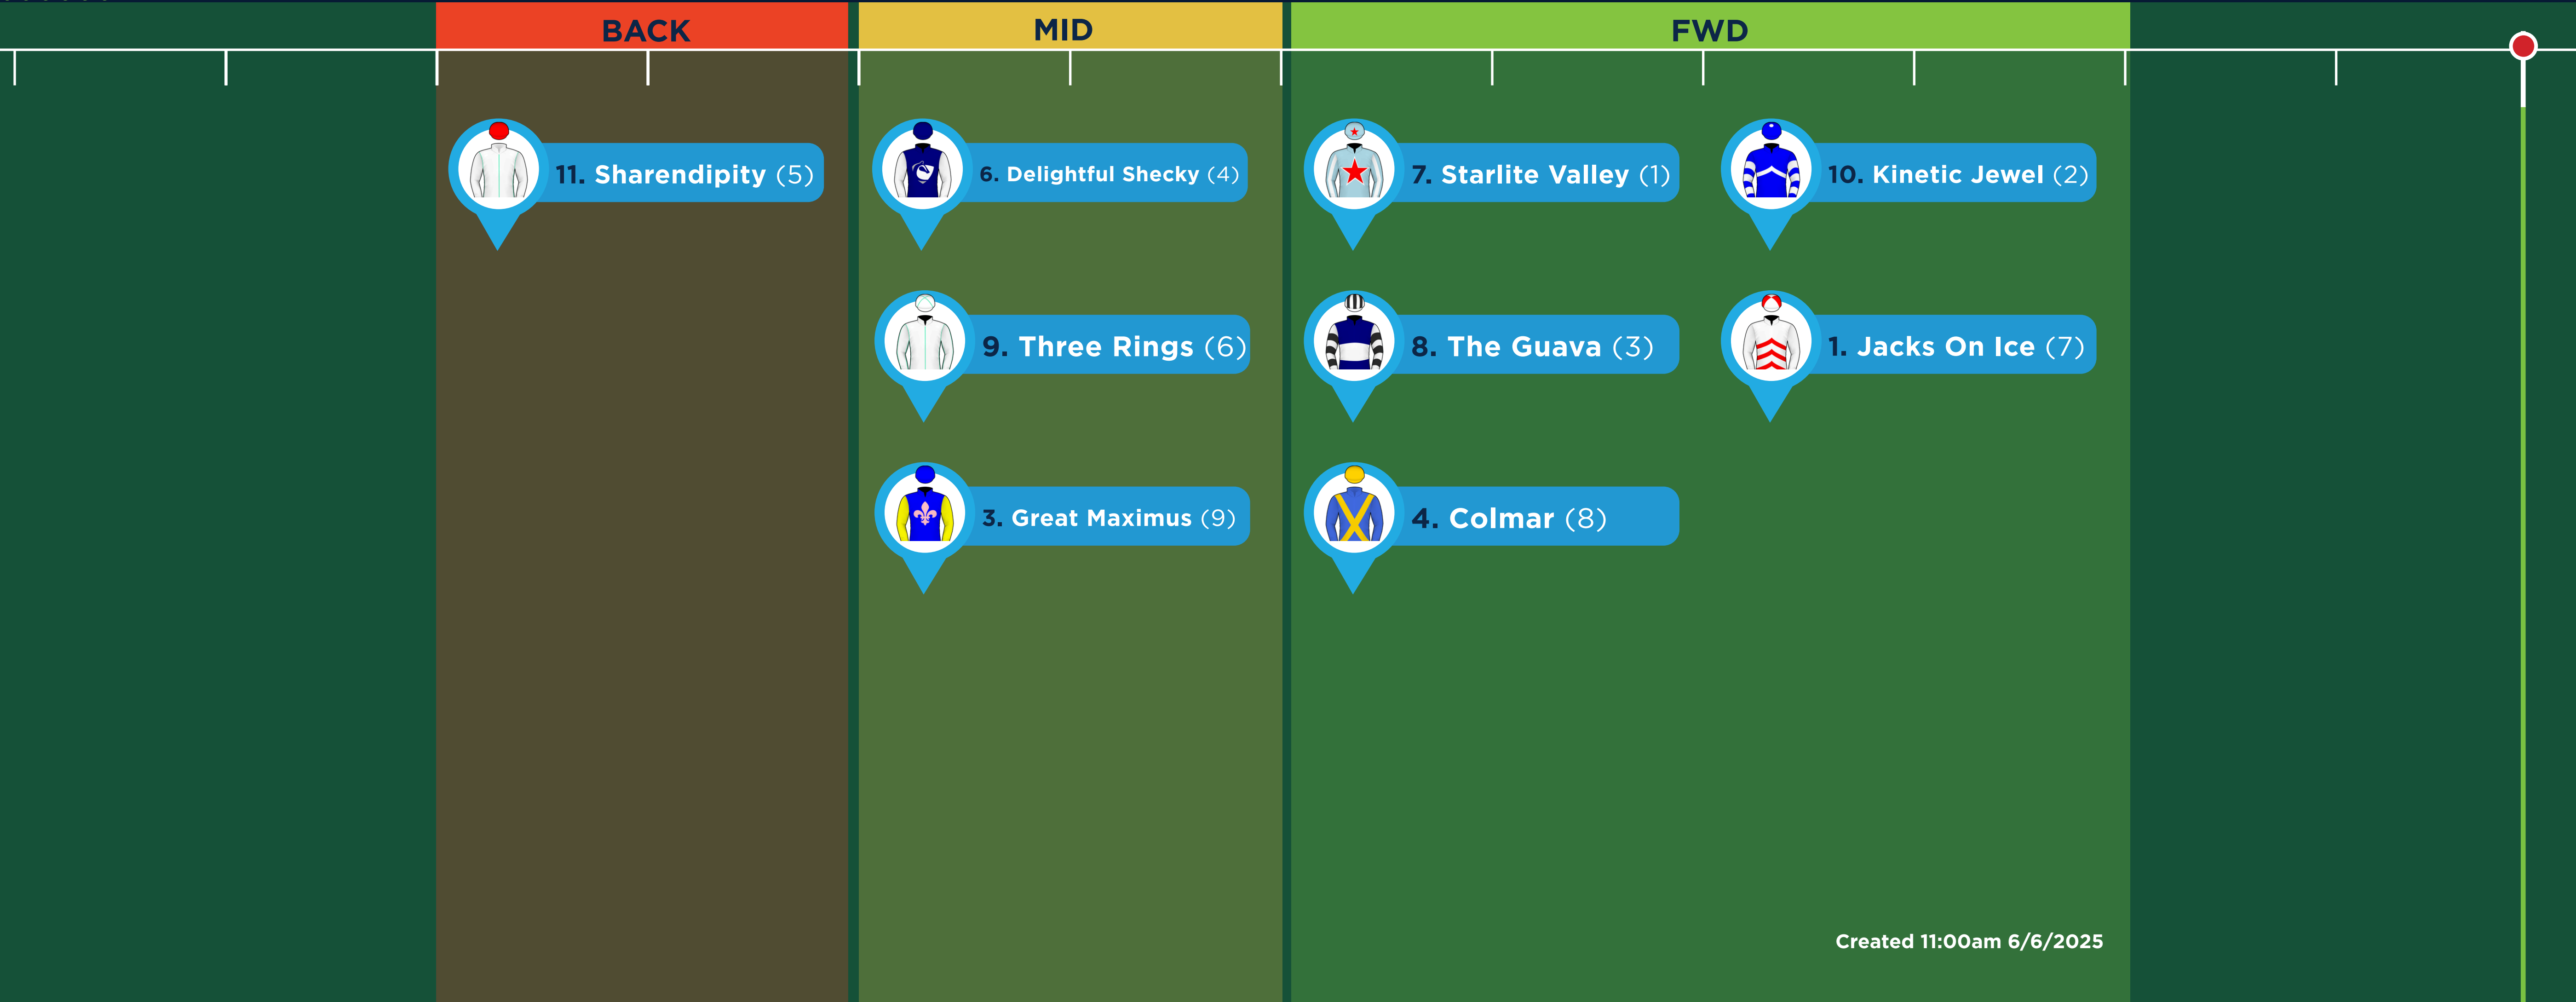 BACK MID FWD
11. Sharendipity (5) 6. Delightful Shecky (4) 7. Starlite Valley (1) 10. Kinetic Jewel (2)
9. Three Rings (6) 8. The Guava (3) 1. Jacks On Ice (7)
3. Great Maximus (9) 4. Colmar (8)
Created 11:00am 6/6/2025